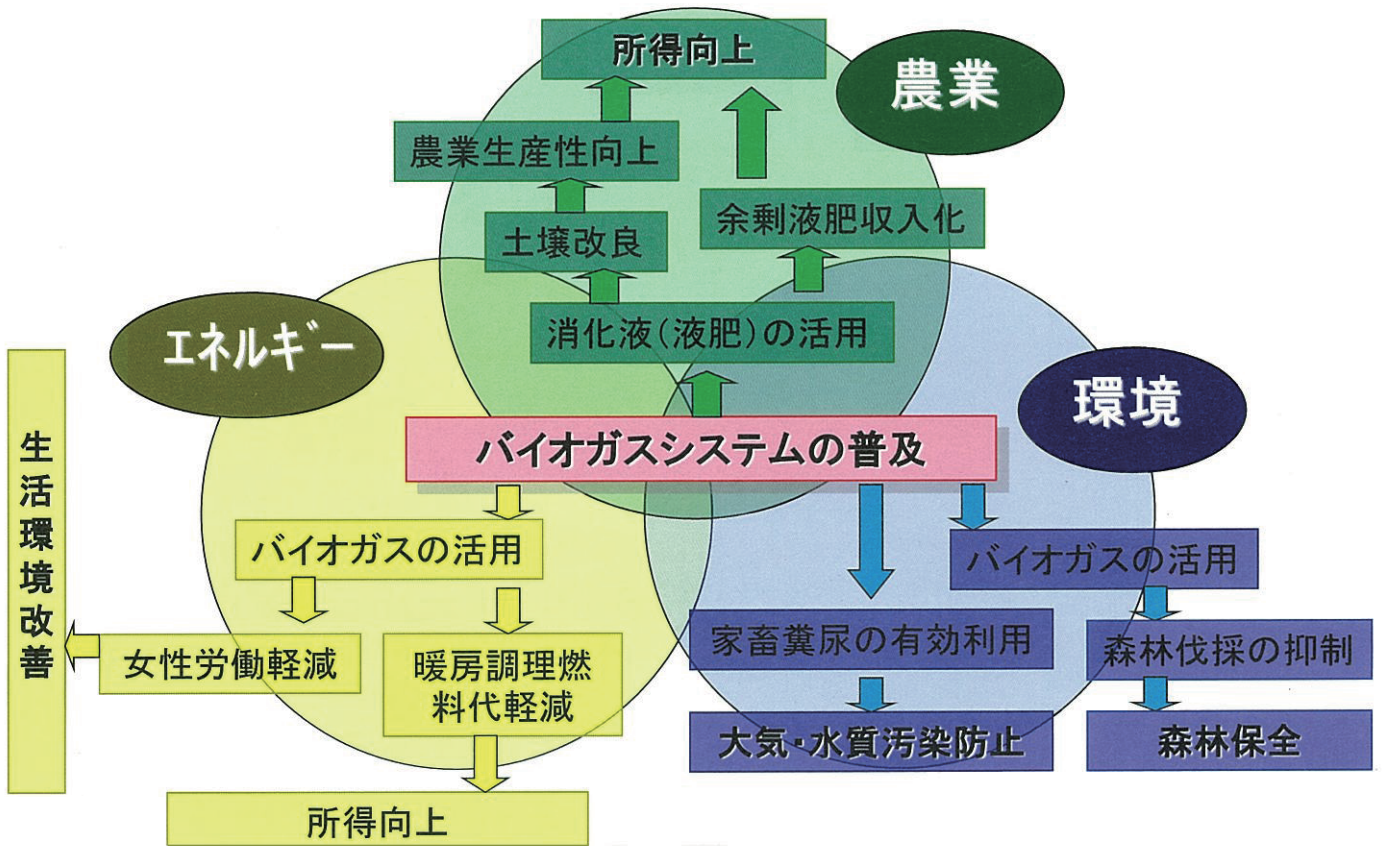 所得向上
農業
農業生産性向上
余剰液肥収入化
土壌改良
消化液(液肥)の活用
エネルギー
環境
バイオガスシステムの普及
生活環境改善
バイオガスの活用
バイオガスの活用
女性労働軽減
暖房調理燃
料代軽減
家畜糞尿の有効利用
森林伐採の抑制
大気・水質汚染防止
森林保全
所得向上